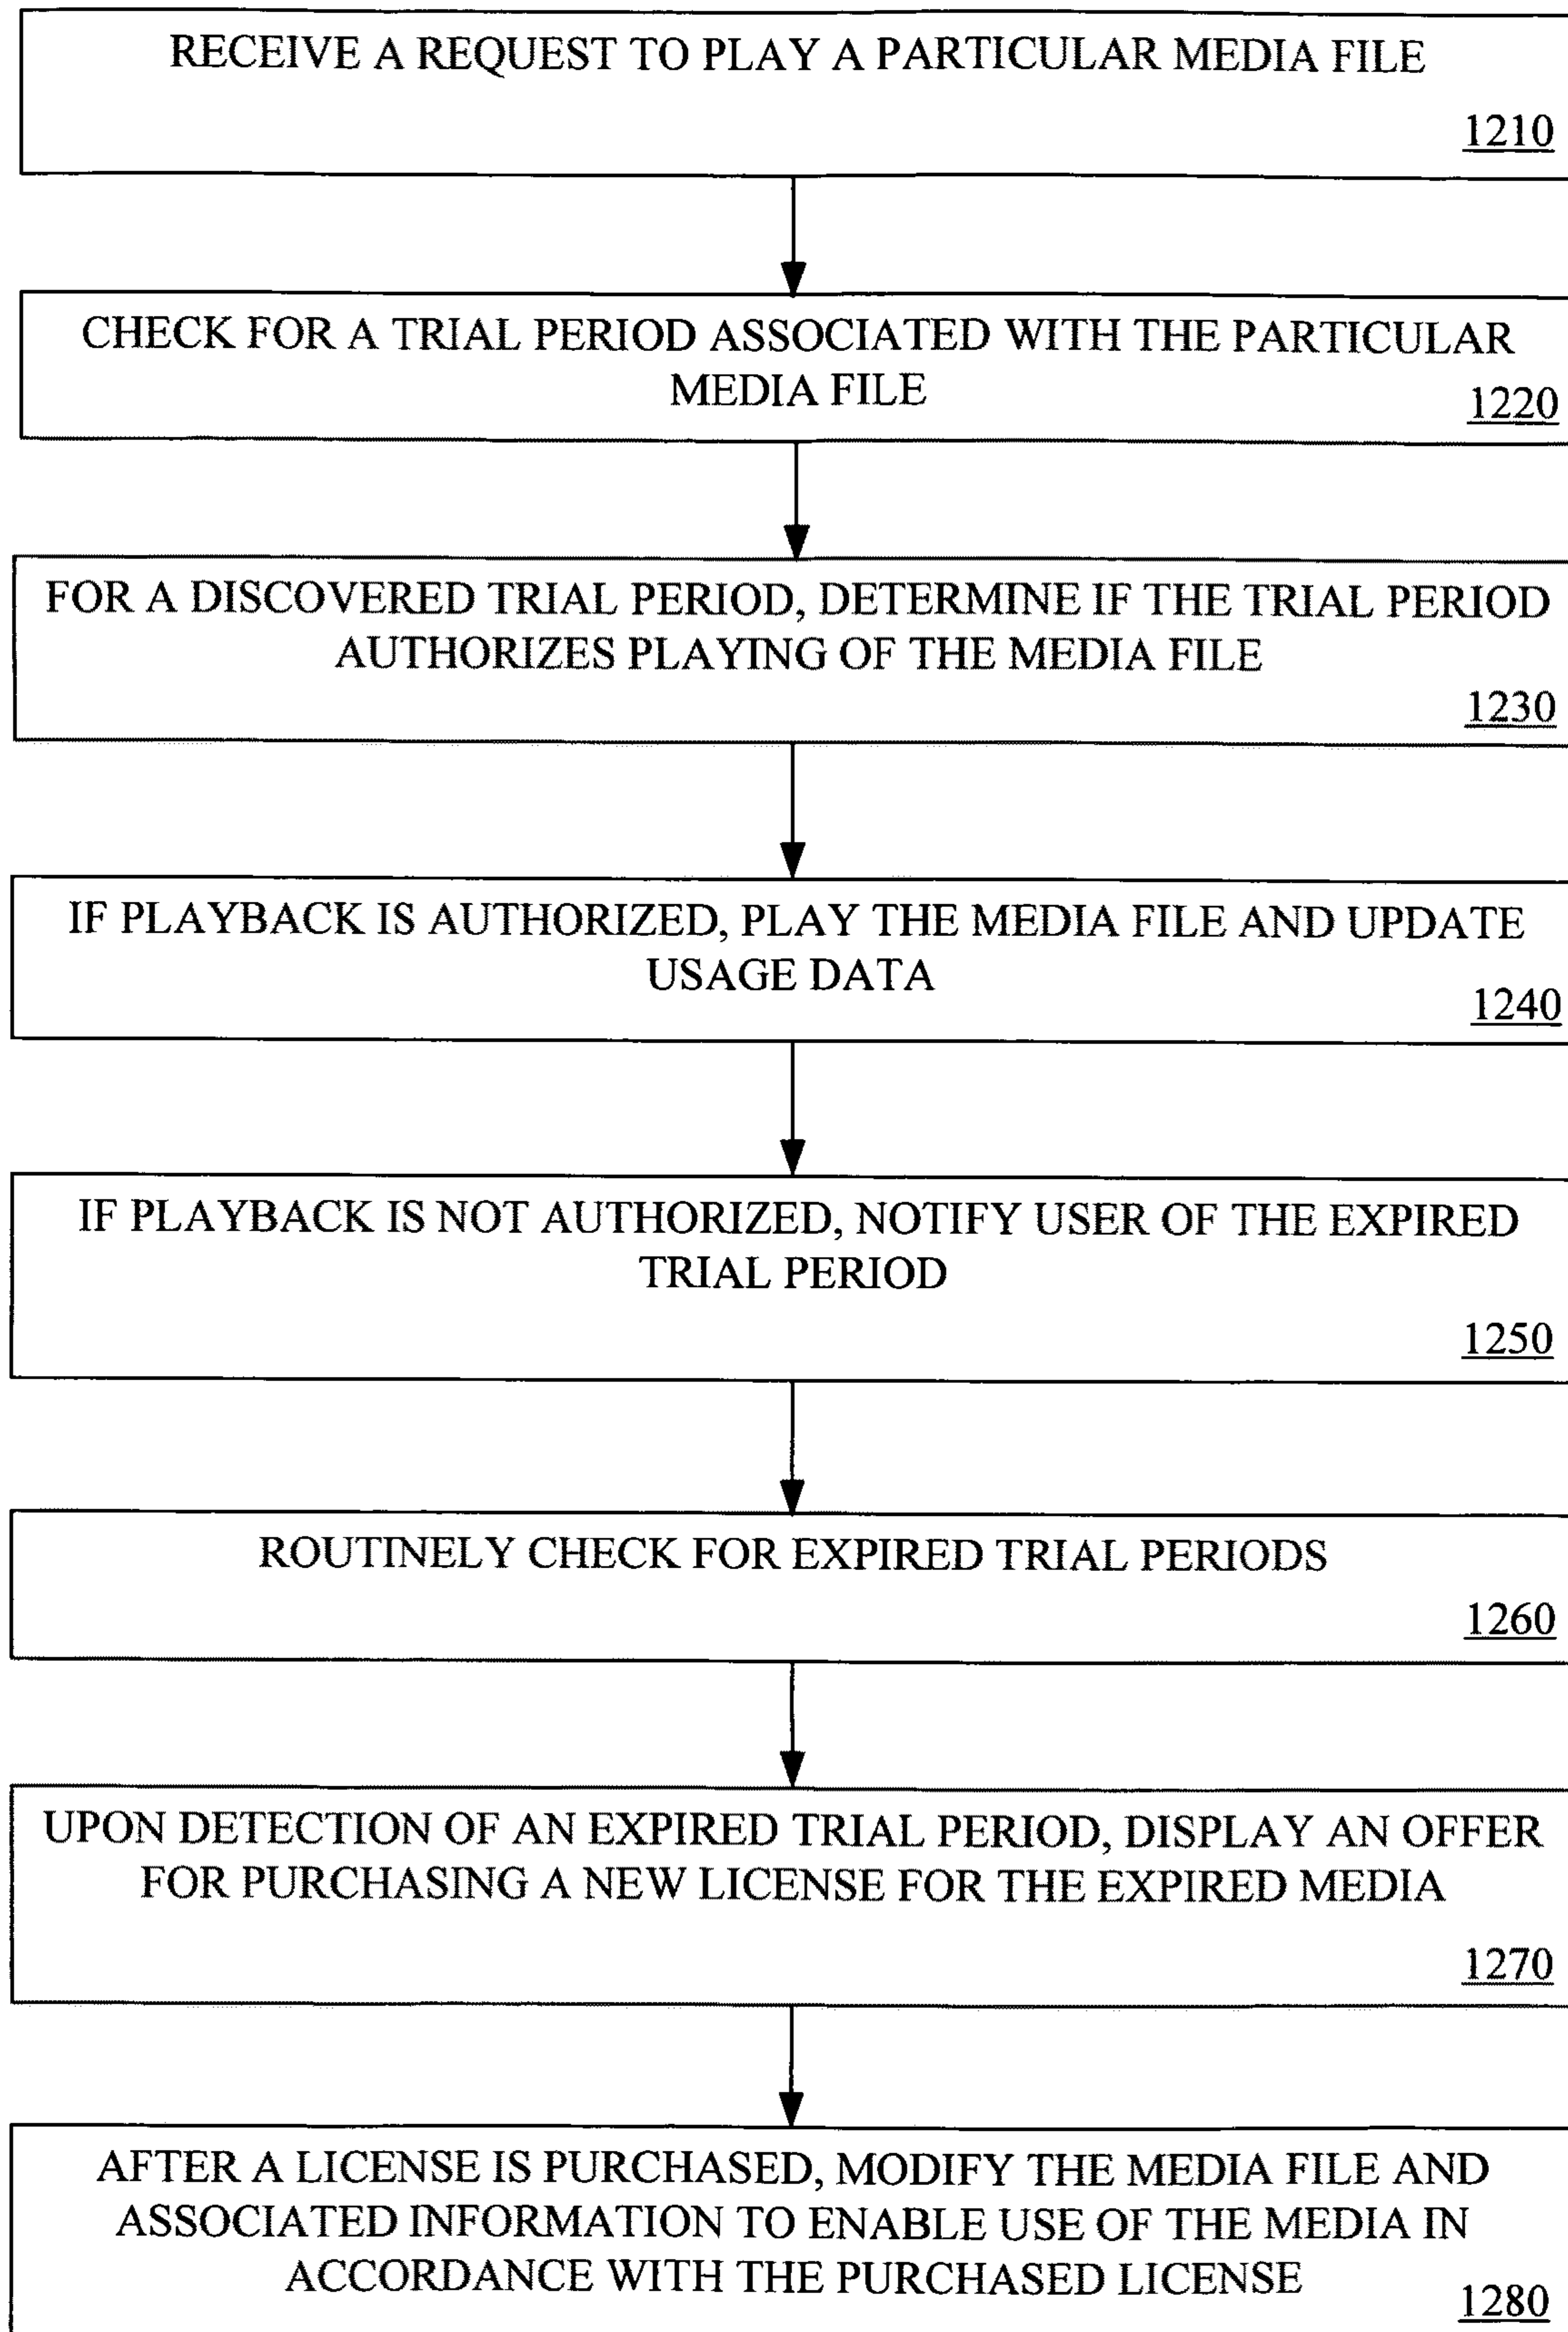 RECEIVE A REQUEST TO PLAY A PARTICULAR MEDIA FILE
1210
CHECK FOR A TRIAL PERIOD ASSOCIATED WITH THE PARTICULAR
MEDIA FILE
1220
FOR A DISCOVERED TRIAL PERIOD, DETERMINE IF THE TRIAL PERIOD
AUTHORIZES PLAYING OF THE MEDIA FILE
1230
IF PLAYBACK IS AUTHORIZED, PLAY THE MEDIA FILE AND UPDATE
USAGE DATA
1240
IF PLAYBACK IS NOT AUTHORIZED, NOTIFY USER OF THE EXPIRED
TRIAL PERIOD
1250
ROUTINELY CHECK FOR EXPIRED TRIAL PERIODS
1260
UPON DETECTION OF AN EXPIRED TRIAL PERIOD, DISPLAY AN OFFER
FOR PURCHASING A NEW LICENSE FOR THE EXPIRED MEDIA
1270
AFTER A LICENSE IS PURCHASED, MODIFY THE MEDIA FILE AND
ASSOCIATED INFORMATION TO ENABLE USE OF THE MEDIA IN
ACCORDANCE WITH THE PURCHASED LICENSE
1280